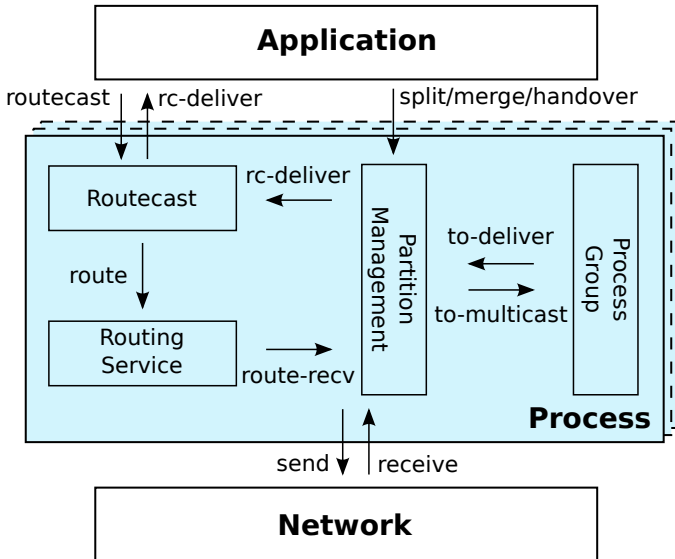 Application
routecast
rc-deliver
split/merge/handover
Routecast
rc-deliver
Partition
Management
to-deliver
to-multicast
Process
Group
route
Routing
Service
route-recv
Process
send
receive
Network